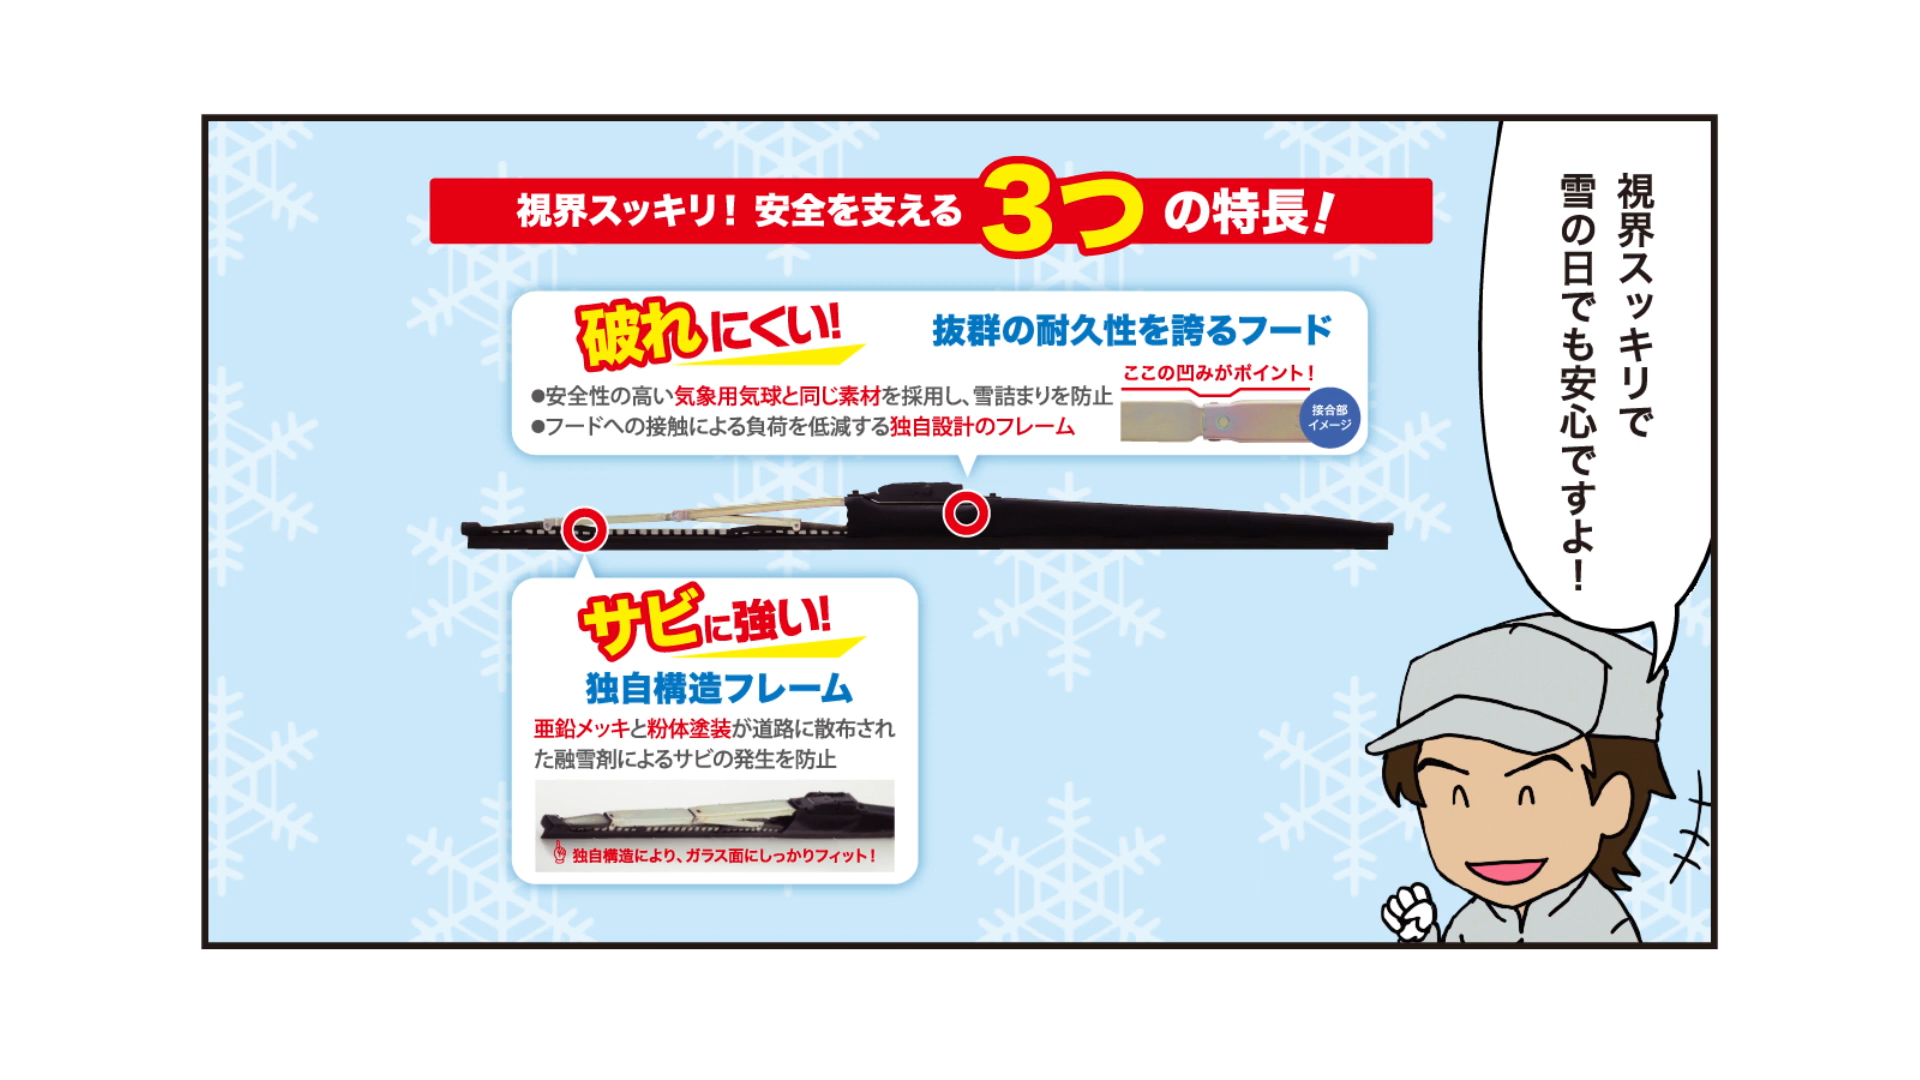 視界スッキリ！安全を支える3つの特長！
視界スッキリで
雪の日でも安心ですよ！
破れにくい！
抜群の耐久性を誇るフード
●安全性の高い気象用気球と同じ素材を採用し、雪詰まりを防止
●フードへの接触による負荷を低減する独自設計のフレーム
ここの凹みがポイント！
接合部
イメージ
サビに強い！
独自構造フレーム
亜鉛メッキと粉体塗装が道路に散布され
た融雪剤によるサビの発生を防止
独自構造により、ガラス面にしっかりフィット！